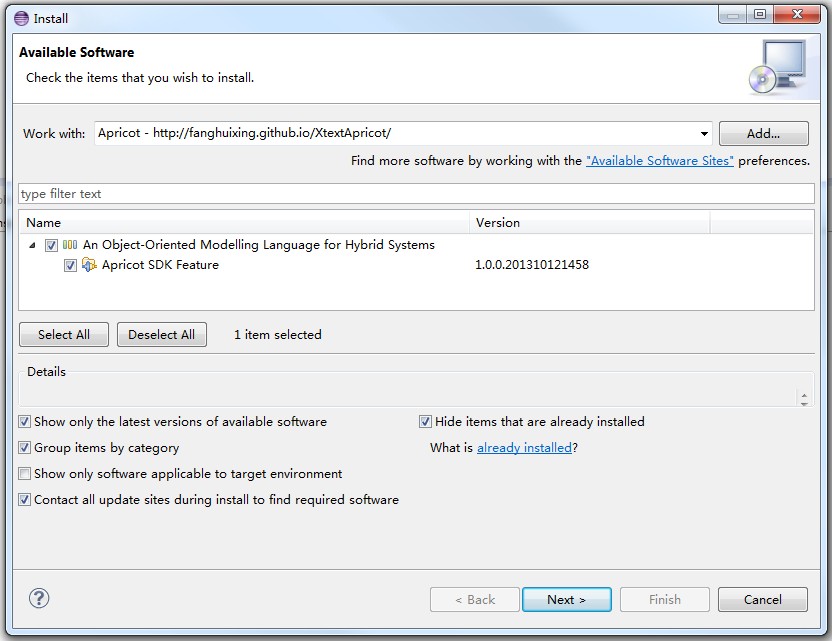 Install
Available Software
Check the items that you wish to install.
Work with: Apricot - http://fanghuixing.github.io/XtextApricot/ Add...
Find more software by working with the "Available Software Sites" preferences.
type filter text
Name Version
An Object-Oriented Modelling Language for Hybrid Systems
Apricot SDK Feature 1.0.0.201310121458
Select All Deselect All 1 item selected
Details
Show only the latest versions of available software Hide items that are already installed
Group items by category What is already installed?
Show only software applicable to target environment
Contact all update sites during install to find required software
? < Back Next > Finish Cancel